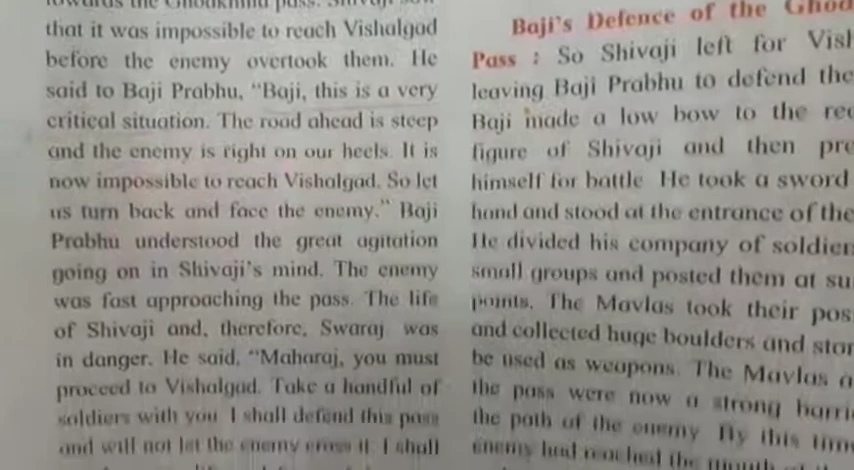 towards the Ghodkhind pass. Shivaji saw
that it was impossible to reach Vishalgad
before the enemy overtook them. He
said to Baji Prabhu, “Baji, this is a very
critical situation. The road ahead is steep
and the enemy is right on our heels. It is
now impossible to reach Vishalgad. So let
us turn back and face the enemy.” Baji
Prabhu understood the great agitation
going on in Shivaji’s mind. The enemy
was fast approaching the pass. The life
of Shivaji and, therefore, Swaraj was
in danger. He said, “Maharaj, you must
proceed to Vishalgad. Take a handful of
soldiers with you. I shall defend this pass
and will not let the enemy cross it. I shall
Baji’s Defence of the Ghod
Pass : So Shivaji left for Vish
leaving Baji Prabhu to defend the
Baji made a low bow to the rec
figure of Shivaji and then pre
himself for battle. He took a sword
hand and stood at the entrance of the
He divided his company of soldier
small groups and posted them at su
points. The Mavlas took their pos
and collected huge boulders and ston
be used as weapons. The Mavlas a
the pass were now a strong barri
the path of the enemy. By this time
enemy had reached the mouth